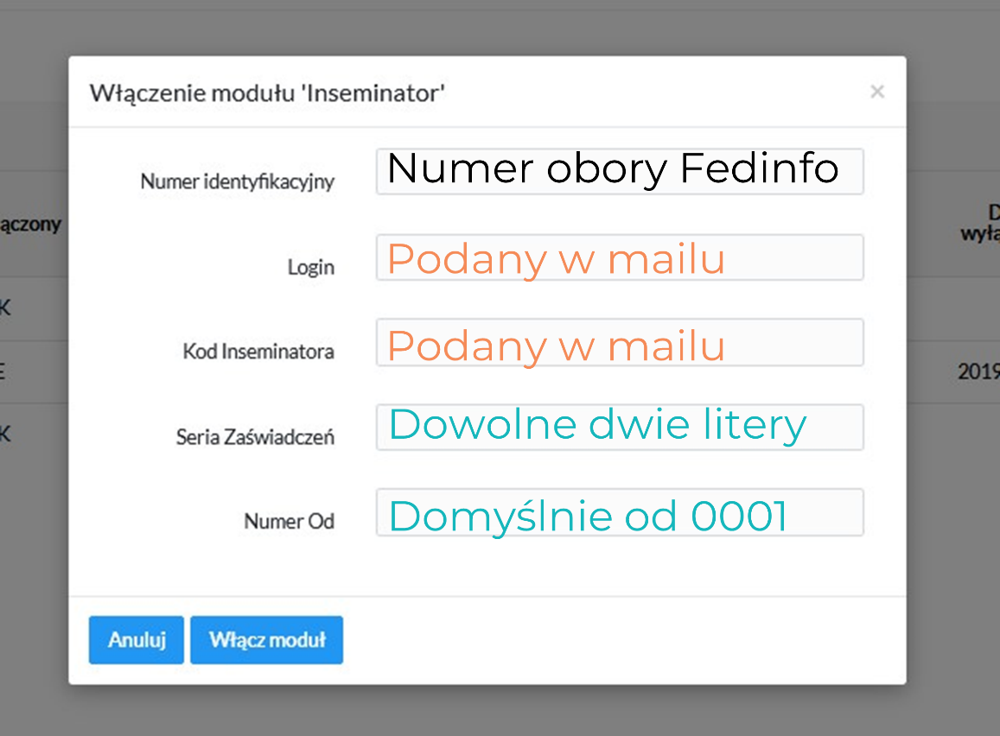 Włączenie modułu 'Inseminator'
×
Numer identyfikacyjny
Numer obory Fedinfo
Login
Podany w mailu
Kod Inseminatora
Podany w mailu
Seria Zaświadczeń
Dowolne dwie litery
Numer Od
Domyślnie od 0001
Anuluj
Włącz moduł
ączony
K
E
K
D
wyłą
2019